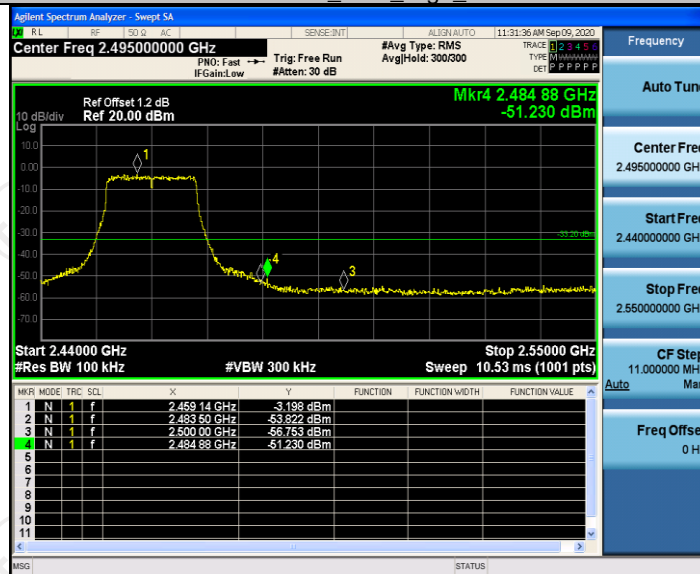 Agilent Spectrum Analyzer - Swept SA
RL RF 50 Ω AC SENSE:INT ALIGN AUTO 11:31:36 AM Sep 09, 2020
Center Freq 2.495000000 GHz
PNO: Fast
IFGain:Low
Trig: Free Run
#Atten: 30 dB
#Avg Type: RMS
Avg|Hold: 300/300
TRACE 1 2 3 4 5 6
TYPE M
DET P P P P P P
Frequency
10 dB/div
Log
Ref Offset 1.2 dB
Ref 20.00 dBm
Mkr4 2.484 88 GHz
-51.230 dBm
10.0
0.00
-10.0
-20.0
-30.0
-40.0
-50.0
-60.0
-70.0
1
4
3
-33.20 dBm
Start 2.44000 GHz
#Res BW 100 kHz
#VBW 300 kHz
Stop 2.55000 GHz
Sweep 10.53 ms (1001 pts)
MKR MODE TRC SCL X Y FUNCTION FUNCTION WIDTH FUNCTION VALUE
1 N 1 f 2.459 14 GHz -3.198 dBm
2 N 1 f 2.483 50 GHz -53.822 dBm
3 N 1 f 2.500 00 GHz -56.753 dBm
4 N 1 f 2.484 88 GHz -51.230 dBm
5
6
7
8
9
10
11
MSG STATUS
Auto Tune
Center Freq
2.495000000 GH
Start Freq
2.440000000 GH
Stop Freq
2.550000000 GH
CF Step
11.000000 MH
Auto Man
Freq Offset
0 H